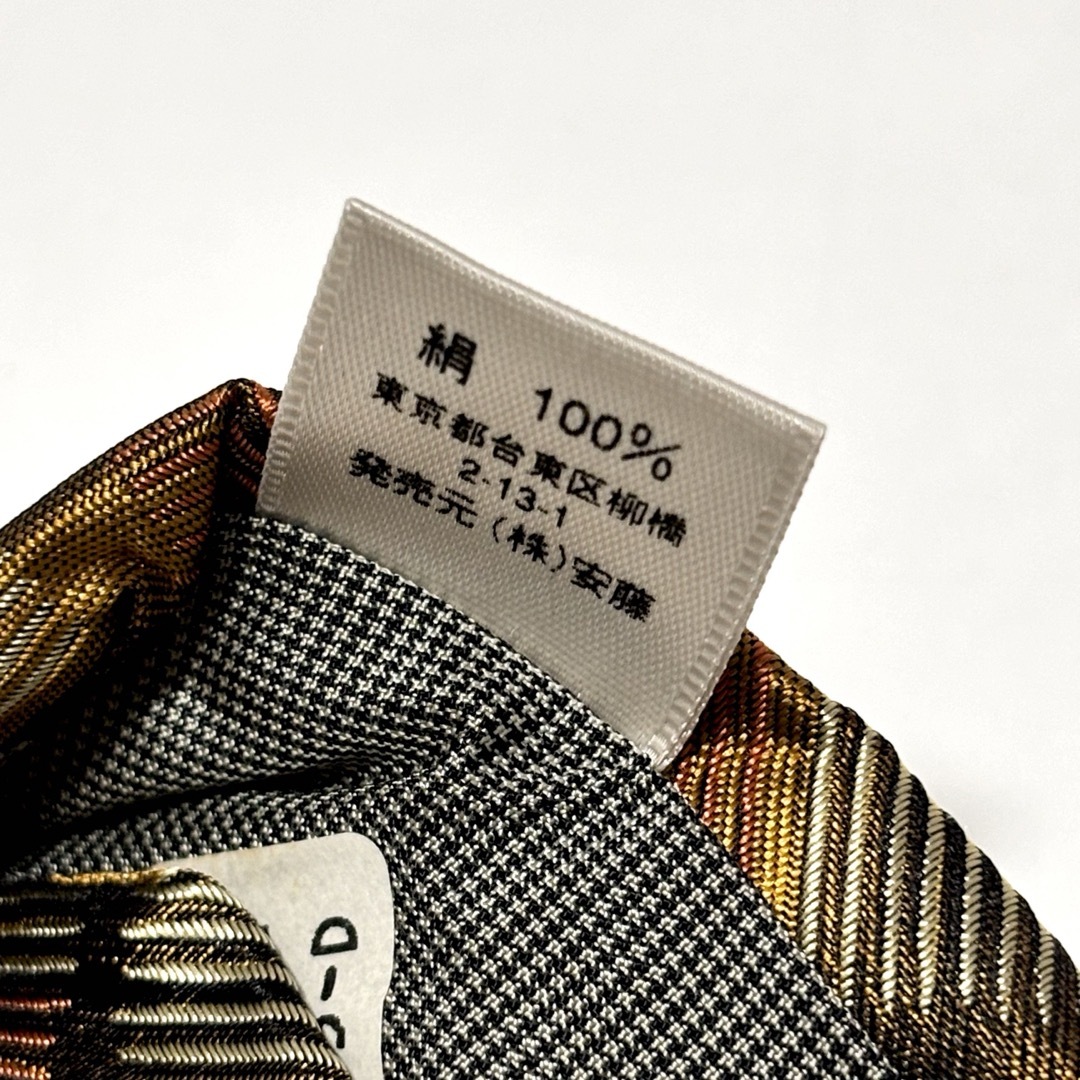 絹 100%
東京都台東区柳橋
2-13-1
発売元(株)安藤
-D